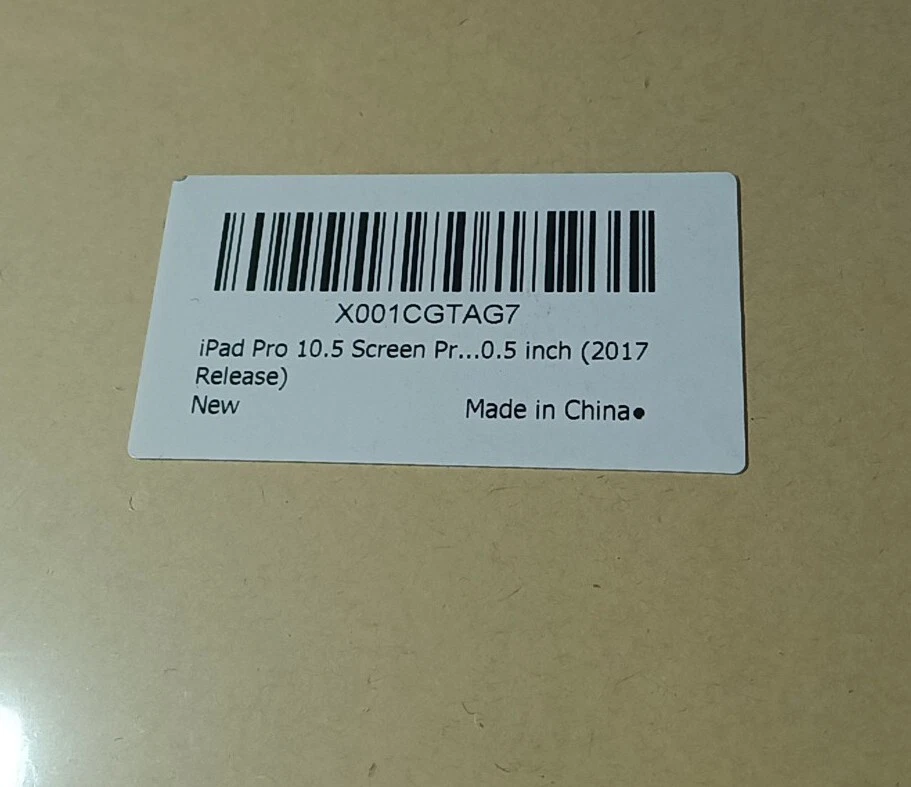 X001CGTAG7
iPad Pro 10.5 Screen Pr...0.5 inch (2017
Release)
New Made in China●